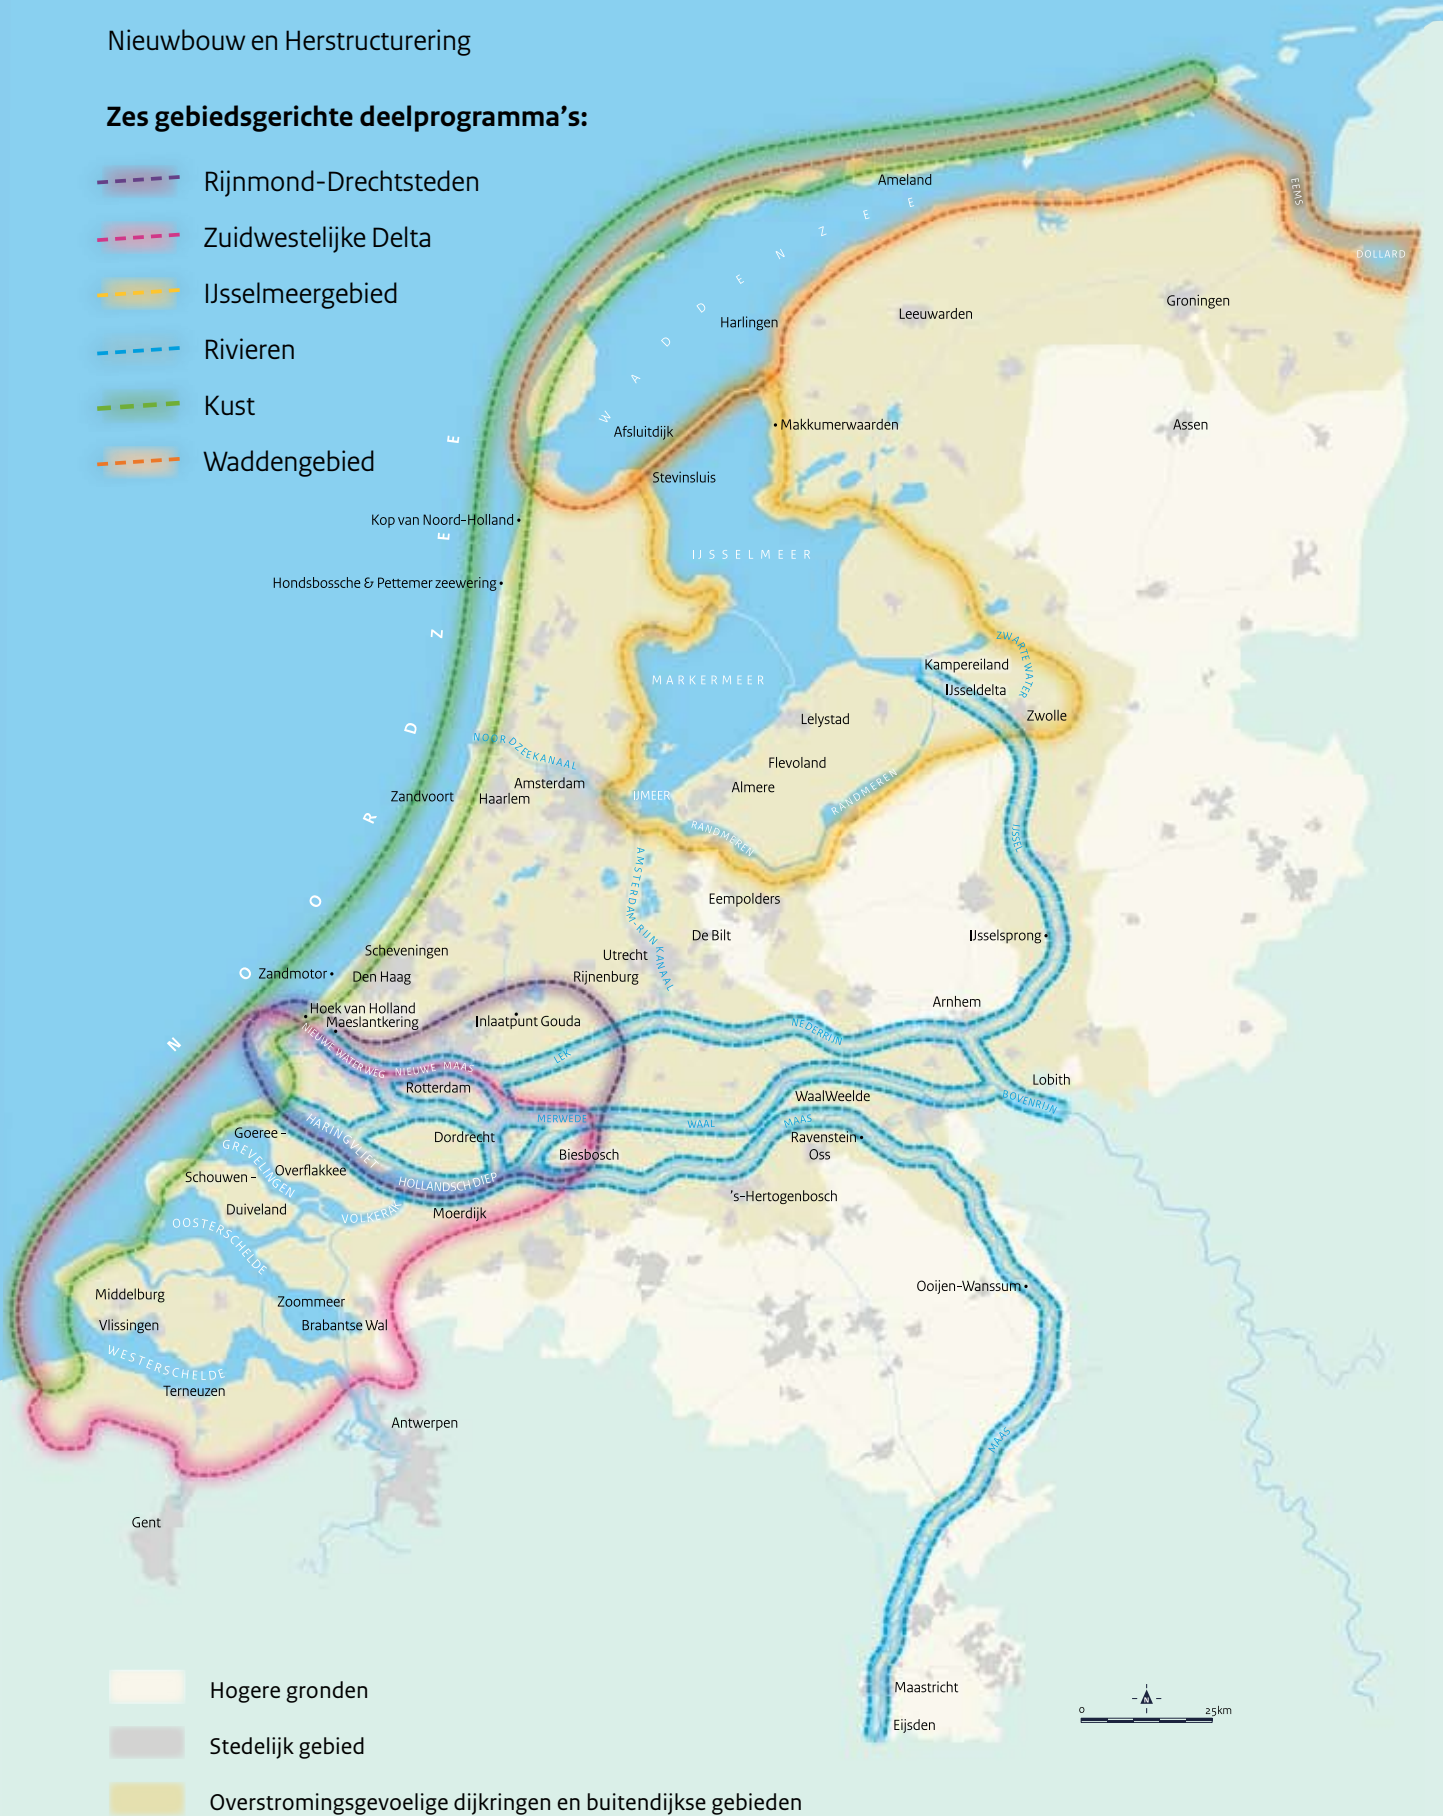 Nieuwbouw en Herstructurering
Zes gebiedsgerichte deelprogramma's:
Rijnmond-Drechtsteden
Zuidwestelijke Delta
IJsselmeergebied
Rivieren
Kust
Waddengebied
NOORDZEE
WADDENZEE
Ameland
EEMS
DOLLARD
Groningen
Leeuwarden
Harlingen
Assen
Makkumerwaarden
Afsluitdijk
Stevinsluis
Kop van Noord-Holland
IJSSELMEER
Hondsbossche & Pettemer zeewering
ZWARTE WATER
Kampereiland
IJsseldelta
MARKERMEER
Zwolle
Lelystad
NOORDZEEKANAAL
Flevoland
Amsterdam
Almere
Zandvoort
Haarlem
IJMEER
RANDMEREN
RANDMEREN
IJSSEL
AMSTERDAM-RIJN KANAAL
Eempolders
De Bilt
IJsselsprong
Scheveningen
Utrecht
Zandmotor
Den Haag
Rijnenburg
Arnhem
Hoek van Holland
Maeslantkering
Inlaatpunt Gouda
NEDERRIJN
NIEUWE WATERWEG
NIEUWE MAAS
LEK
Rotterdam
Lobith
BOVENRIJN
WaalWeelde
MERWEDE
WAAL
MAAS
HARINGVLIET
Goeree -
Dordrecht
Ravenstein
GREVELINGEN
Overflakkee
Biesbosch
Oss
Schouwen -
HOLLANDSCH DIEP
's-Hertogenbosch
Duiveland
VOLKERAK
Moerdijk
OOSTERSCHELDE
Ooijen-Wanssum
Middelburg
Zoommeer
Vlissingen
Brabantse Wal
WESTERSCHELDE
Terneuzen
Antwerpen
MAAS
Gent
Maastricht
Eijsden
N
0 25km
Hogere gronden
Stedelijk gebied
Overstromingsgevoelige dijkringen en buitendijkse gebieden